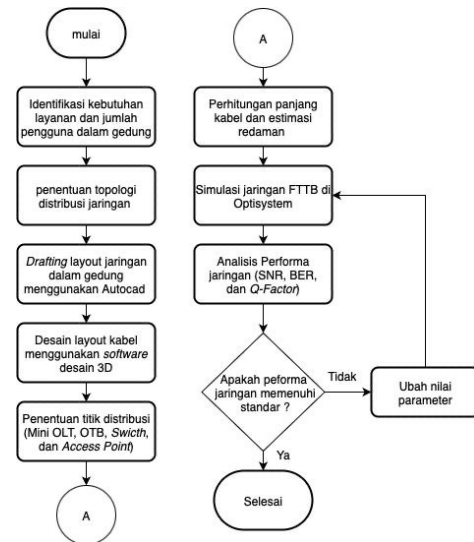 mulai
Identifikasi kebutuhan
layanan dan jumlah
pengguna dalam gedung
penentuan topologi
distribusi jaringan
Drafting layout jaringan
dalam gedung
menggunakan Autocad
Desain layout kabel
menggunakan software
desain 3D
Penentuan titik distribusi
(Mini OLT, OTB, Swicth,
dan Access Point)
A
A
Perhitungan panjang
kabel dan estimasi
redaman
Simulasi jaringan FTTB di
Optisystem
Analisis Performa
jaringan (SNR, BER,
dan Q-Factor)
Apakah peforma
jaringan memenuhi
standar ?
Tidak
Ubah nilai
parameter
Ya
Selesai